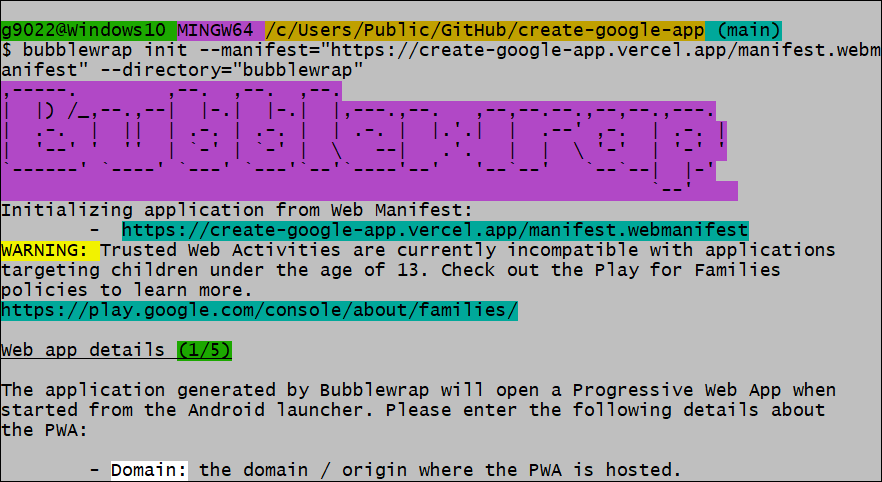 g9022@Windows10 MINGW64 /c/Users/Public/GitHub/create-google-app (main)
$ bubblewrap init --manifest="https://create-google-app.vercel.app/manifest.webm
anifest" --directory="bubblewrap"
,-----.        ,--.  ,--.  ,--.
|  |) /_,--.,--|  |-.|  |-.|  |,---.,--.   ,--,--.--.,--,--.,---.
|  .-.  |  ||  | .-. | .-. |  | .-. |  |.'.|  |  .--' ,-.  | .-. |
|  '--' '  ''  | `-' | `-' |  \   --|   .'.   |  |  \ '-'  | '-' '
`------' `----' `---' `---'`--'`----'--'   '--`--'   `--`--|  |-'
                                                           `--'
Initializing application from Web Manifest:
-  https://create-google-app.vercel.app/manifest.webmanifest
WARNING: Trusted Web Activities are currently incompatible with applications
targeting children under the age of 13. Check out the Play for Families
policies to learn more.
https://play.google.com/console/about/families/
Web app details (1/5)
The application generated by Bubblewrap will open a Progressive Web App when
started from the Android launcher. Please enter the following details about
the PWA:
- Domain: the domain / origin where the PWA is hosted.